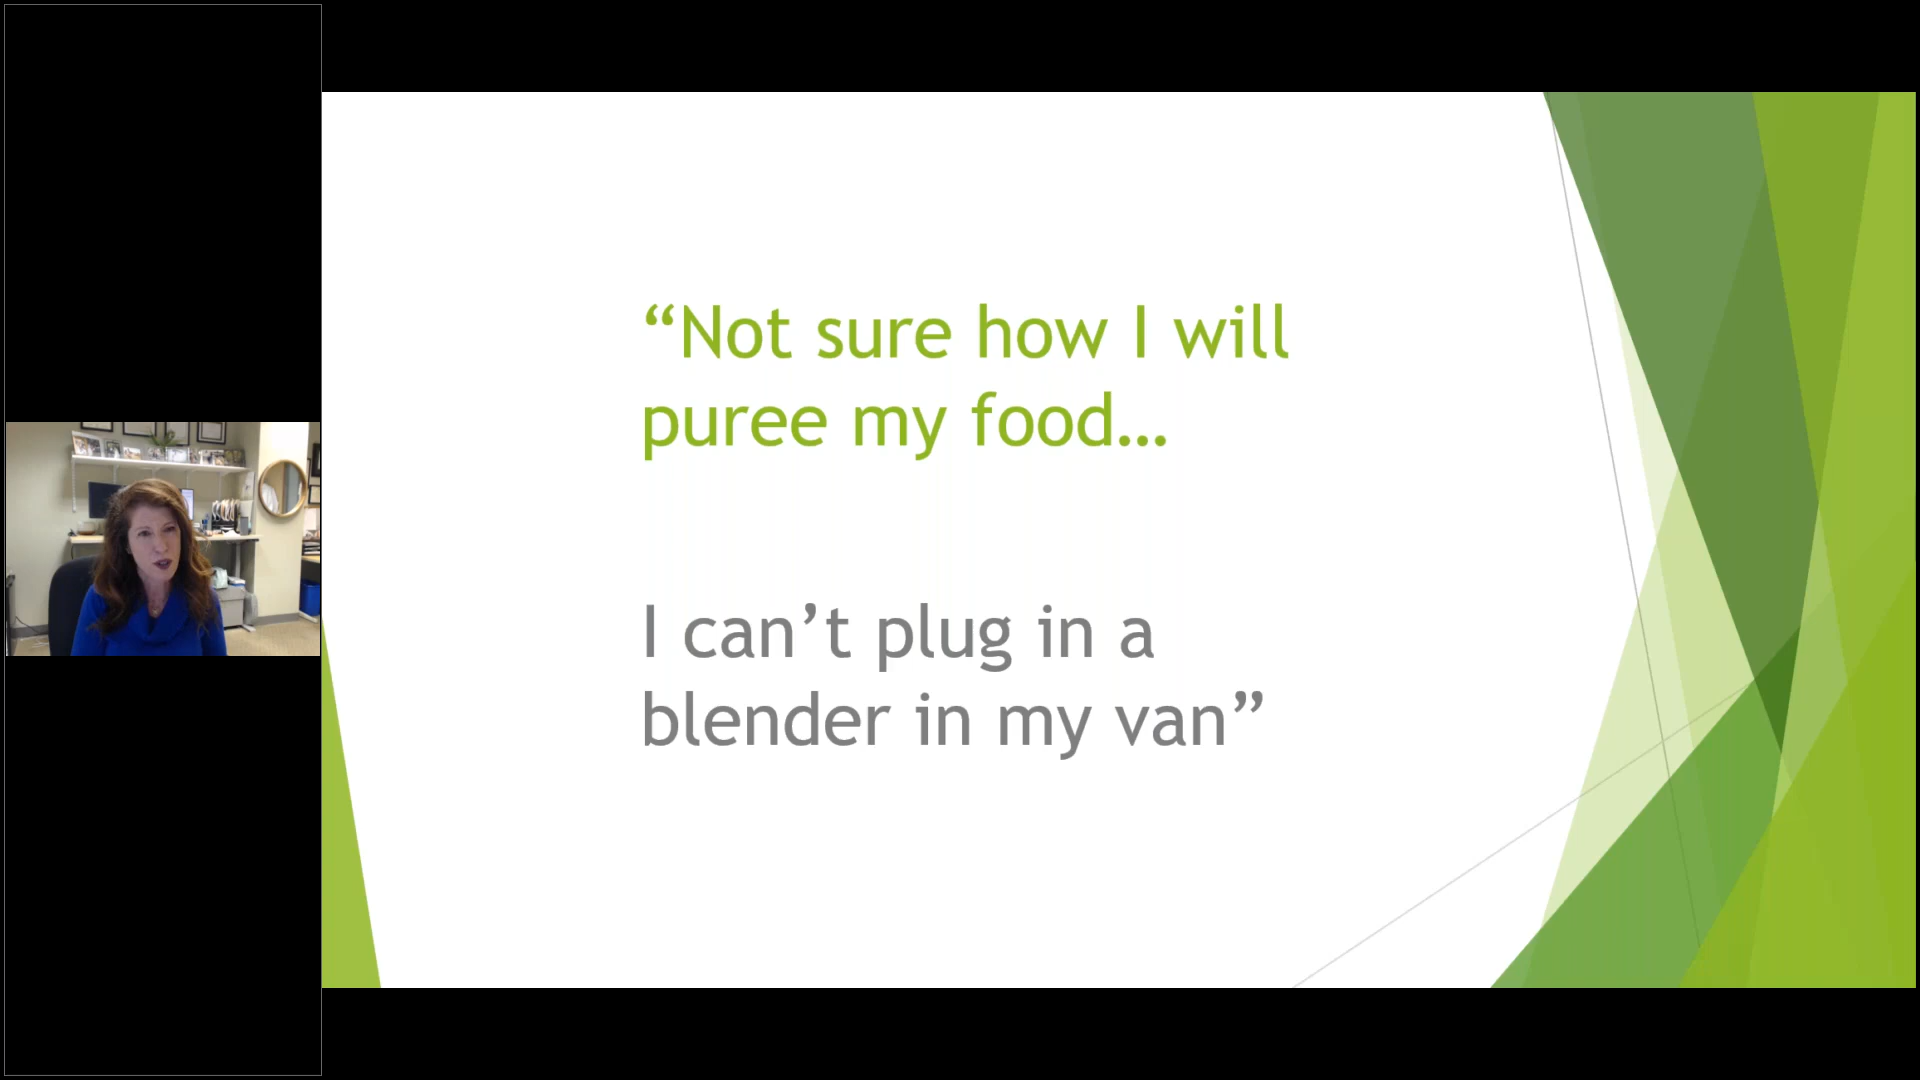 “Not sure how I will
puree my food…
I can’t plug in a
blender in my van”